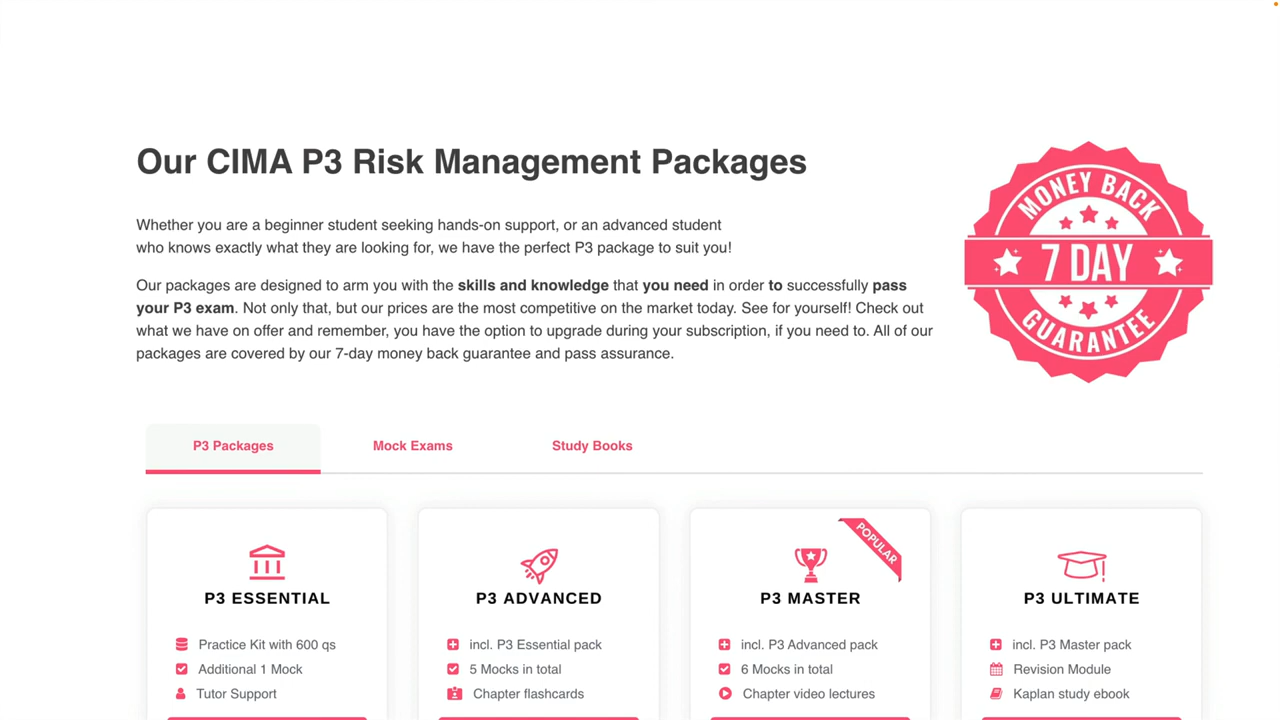 Our CIMA P3 Risk Management Packages
MONEY BACK
7 DAY
GUARANTEE
Whether you are a beginner student seeking hands-on support, or an advanced student
who knows exactly what they are looking for, we have the perfect P3 package to suit you!
Our packages are designed to arm you with the skills and knowledge that you need in order to successfully pass
your P3 exam. Not only that, but our prices are the most competitive on the market today. See for yourself! Check out
what we have on offer and remember, you have the option to upgrade during your subscription, if you need to. All of our
packages are covered by our 7-day money back guarantee and pass assurance.
P3 Packages
Mock Exams
Study Books
P3 ESSENTIAL
Practice Kit with 600 qs
Additional 1 Mock
Tutor Support
P3 ADVANCED
incl. P3 Essential pack
5 Mocks in total
Chapter flashcards
POPULAR
P3 MASTER
incl. P3 Advanced pack
6 Mocks in total
Chapter video lectures
P3 ULTIMATE
incl. P3 Master pack
Revision Module
Kaplan study ebook